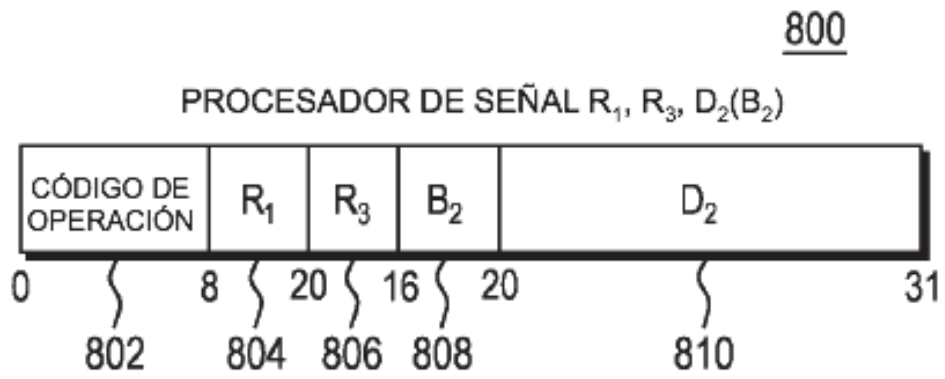 800
PROCESADOR DE SEÑAL R₁, R₃, D₂(B₂)
CÓDIGO DE
OPERACIÓN R₁ R₃ B₂ D₂
0 8 20 16 20 31
802 804 806 808 810